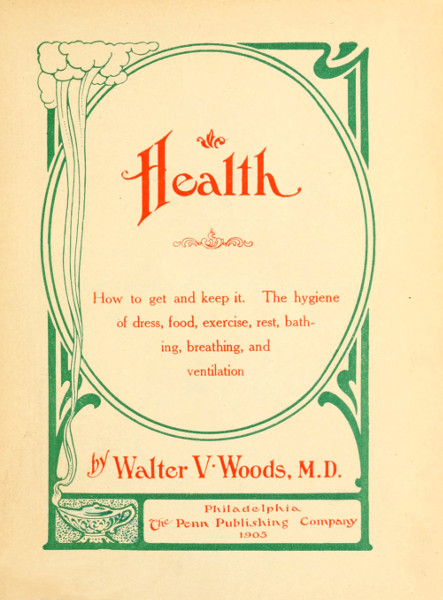 Health
How to get and keep it. The hygiene
of dress, food, exercise, rest, bath-
ing, breathing, and
ventilation
by Walter V. Woods, M.D.
Philadelphia
The Penn Publishing Company
1905